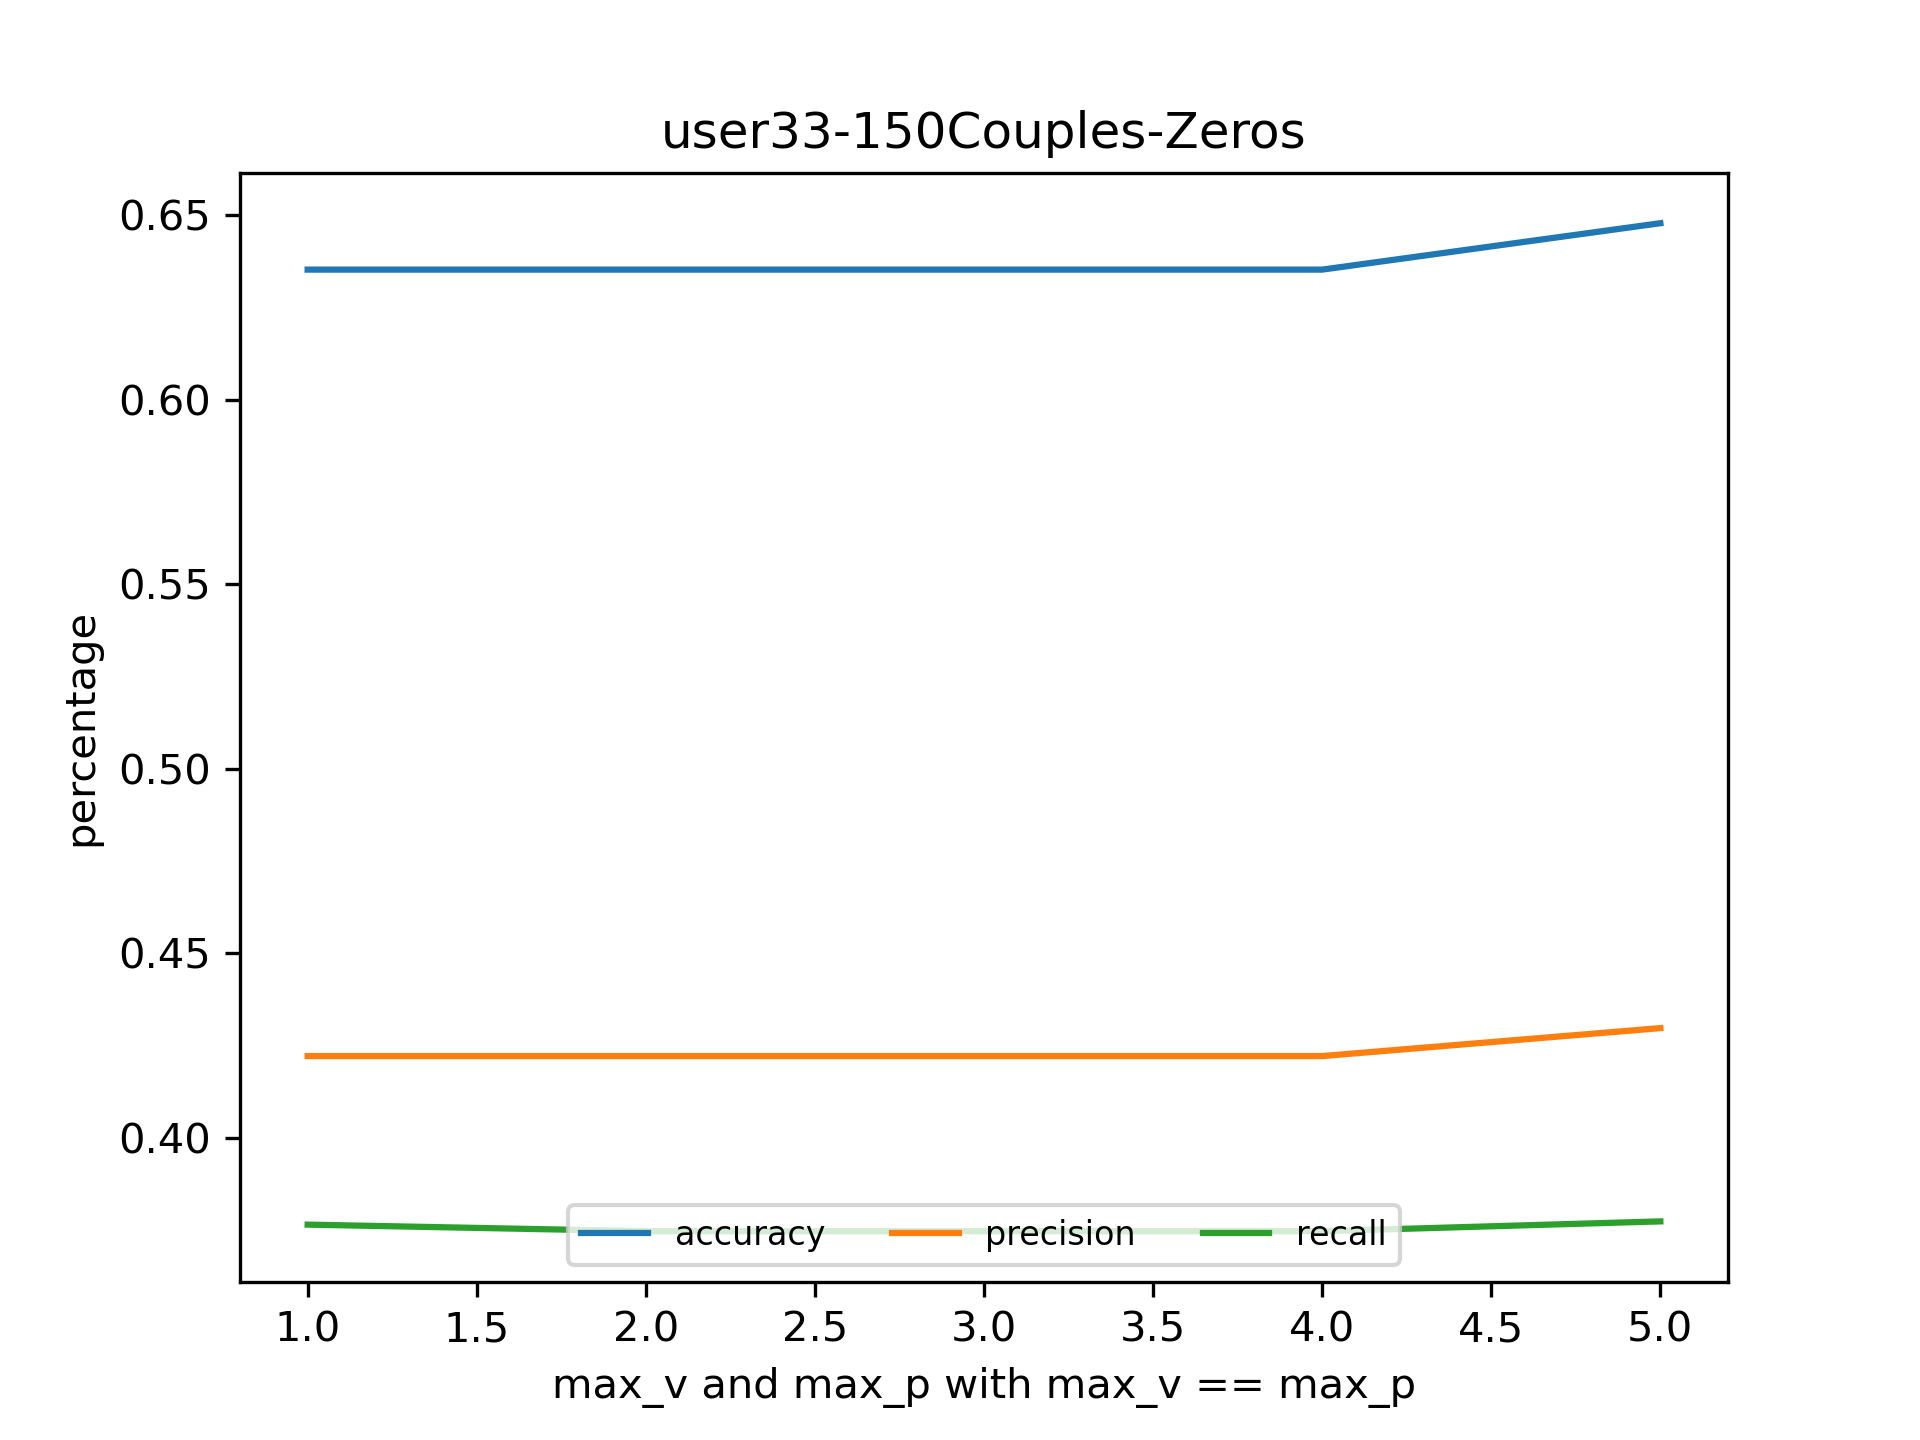 user33-150Couples-Zeros
percentage
0.65
0.60
0.55
0.50
0.45
0.40
accuracy precision recall
1.0 1.5 2.0 2.5 3.0 3.5 4.0 4.5 5.0
max_v and max_p with max_v == max_p